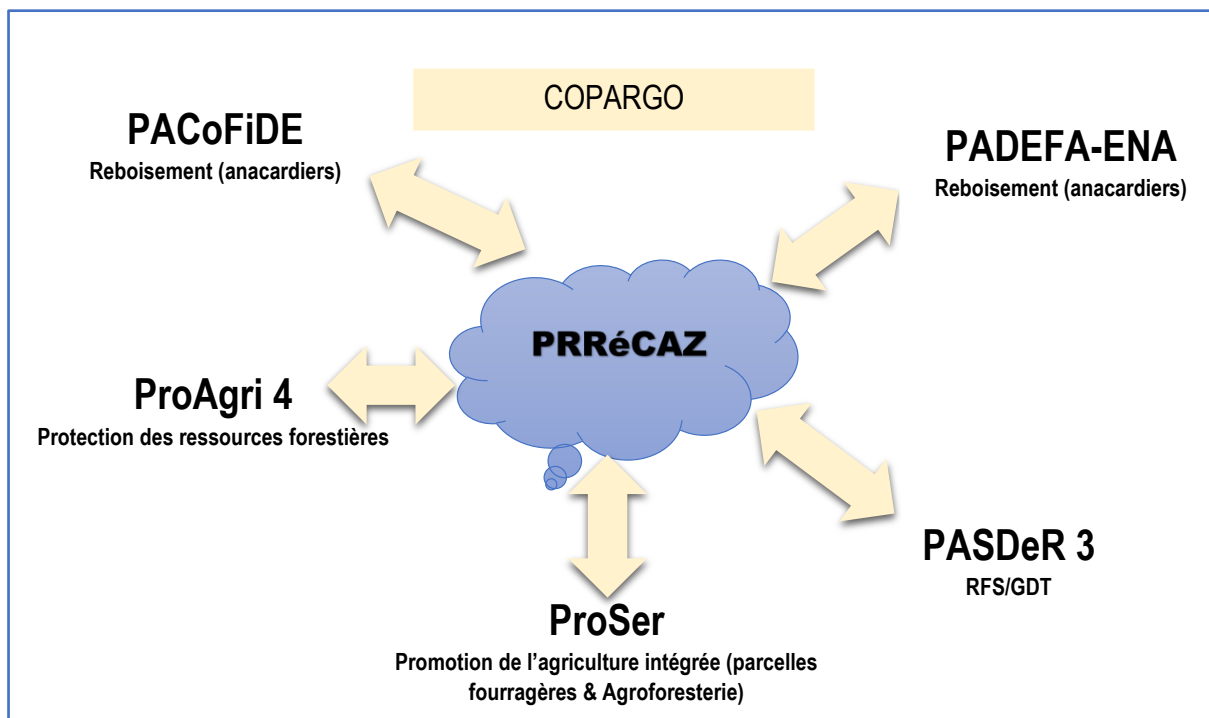 COPARGO
PACoFiDE
Reboisement (anacardiers)
PADEFA-ENA
Reboisement (anacardiers)
PRRéCAZ
ProAgri 4
Protection des ressources forestières
PASDeR 3
RFS/GDT
ProSer
Promotion de l’agriculture intégrée (parcelles
fourragères & Agroforesterie)